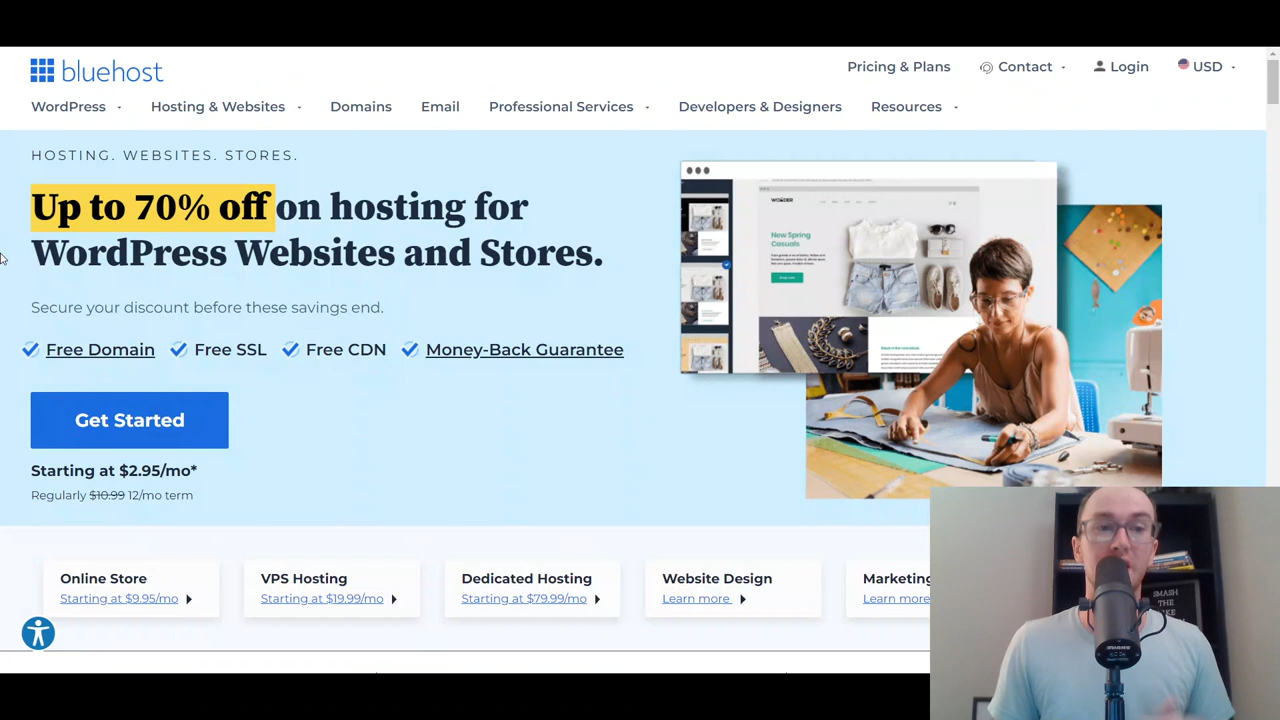 bluehost
Pricing & Plans
Contact
Login
USD
WordPress
Hosting & Websites
Domains
Email
Professional Services
Developers & Designers
Resources
HOSTING. WEBSITES. STORES.
Up to 70% off on hosting for
WordPress Websites and Stores.
Secure your discount before these savings end.
Free Domain
Free SSL
Free CDN
Money-Back Guarantee
Get Started
Starting at $2.95/mo*
Regularly $10.99 12/mo term
New Spring
Casuals
Online Store
Starting at $9.95/mo
VPS Hosting
Starting at $19.99/mo
Dedicated Hosting
Starting at $79.99/mo
Website Design
Learn more
Marketing
Learn more
SMASH
THE